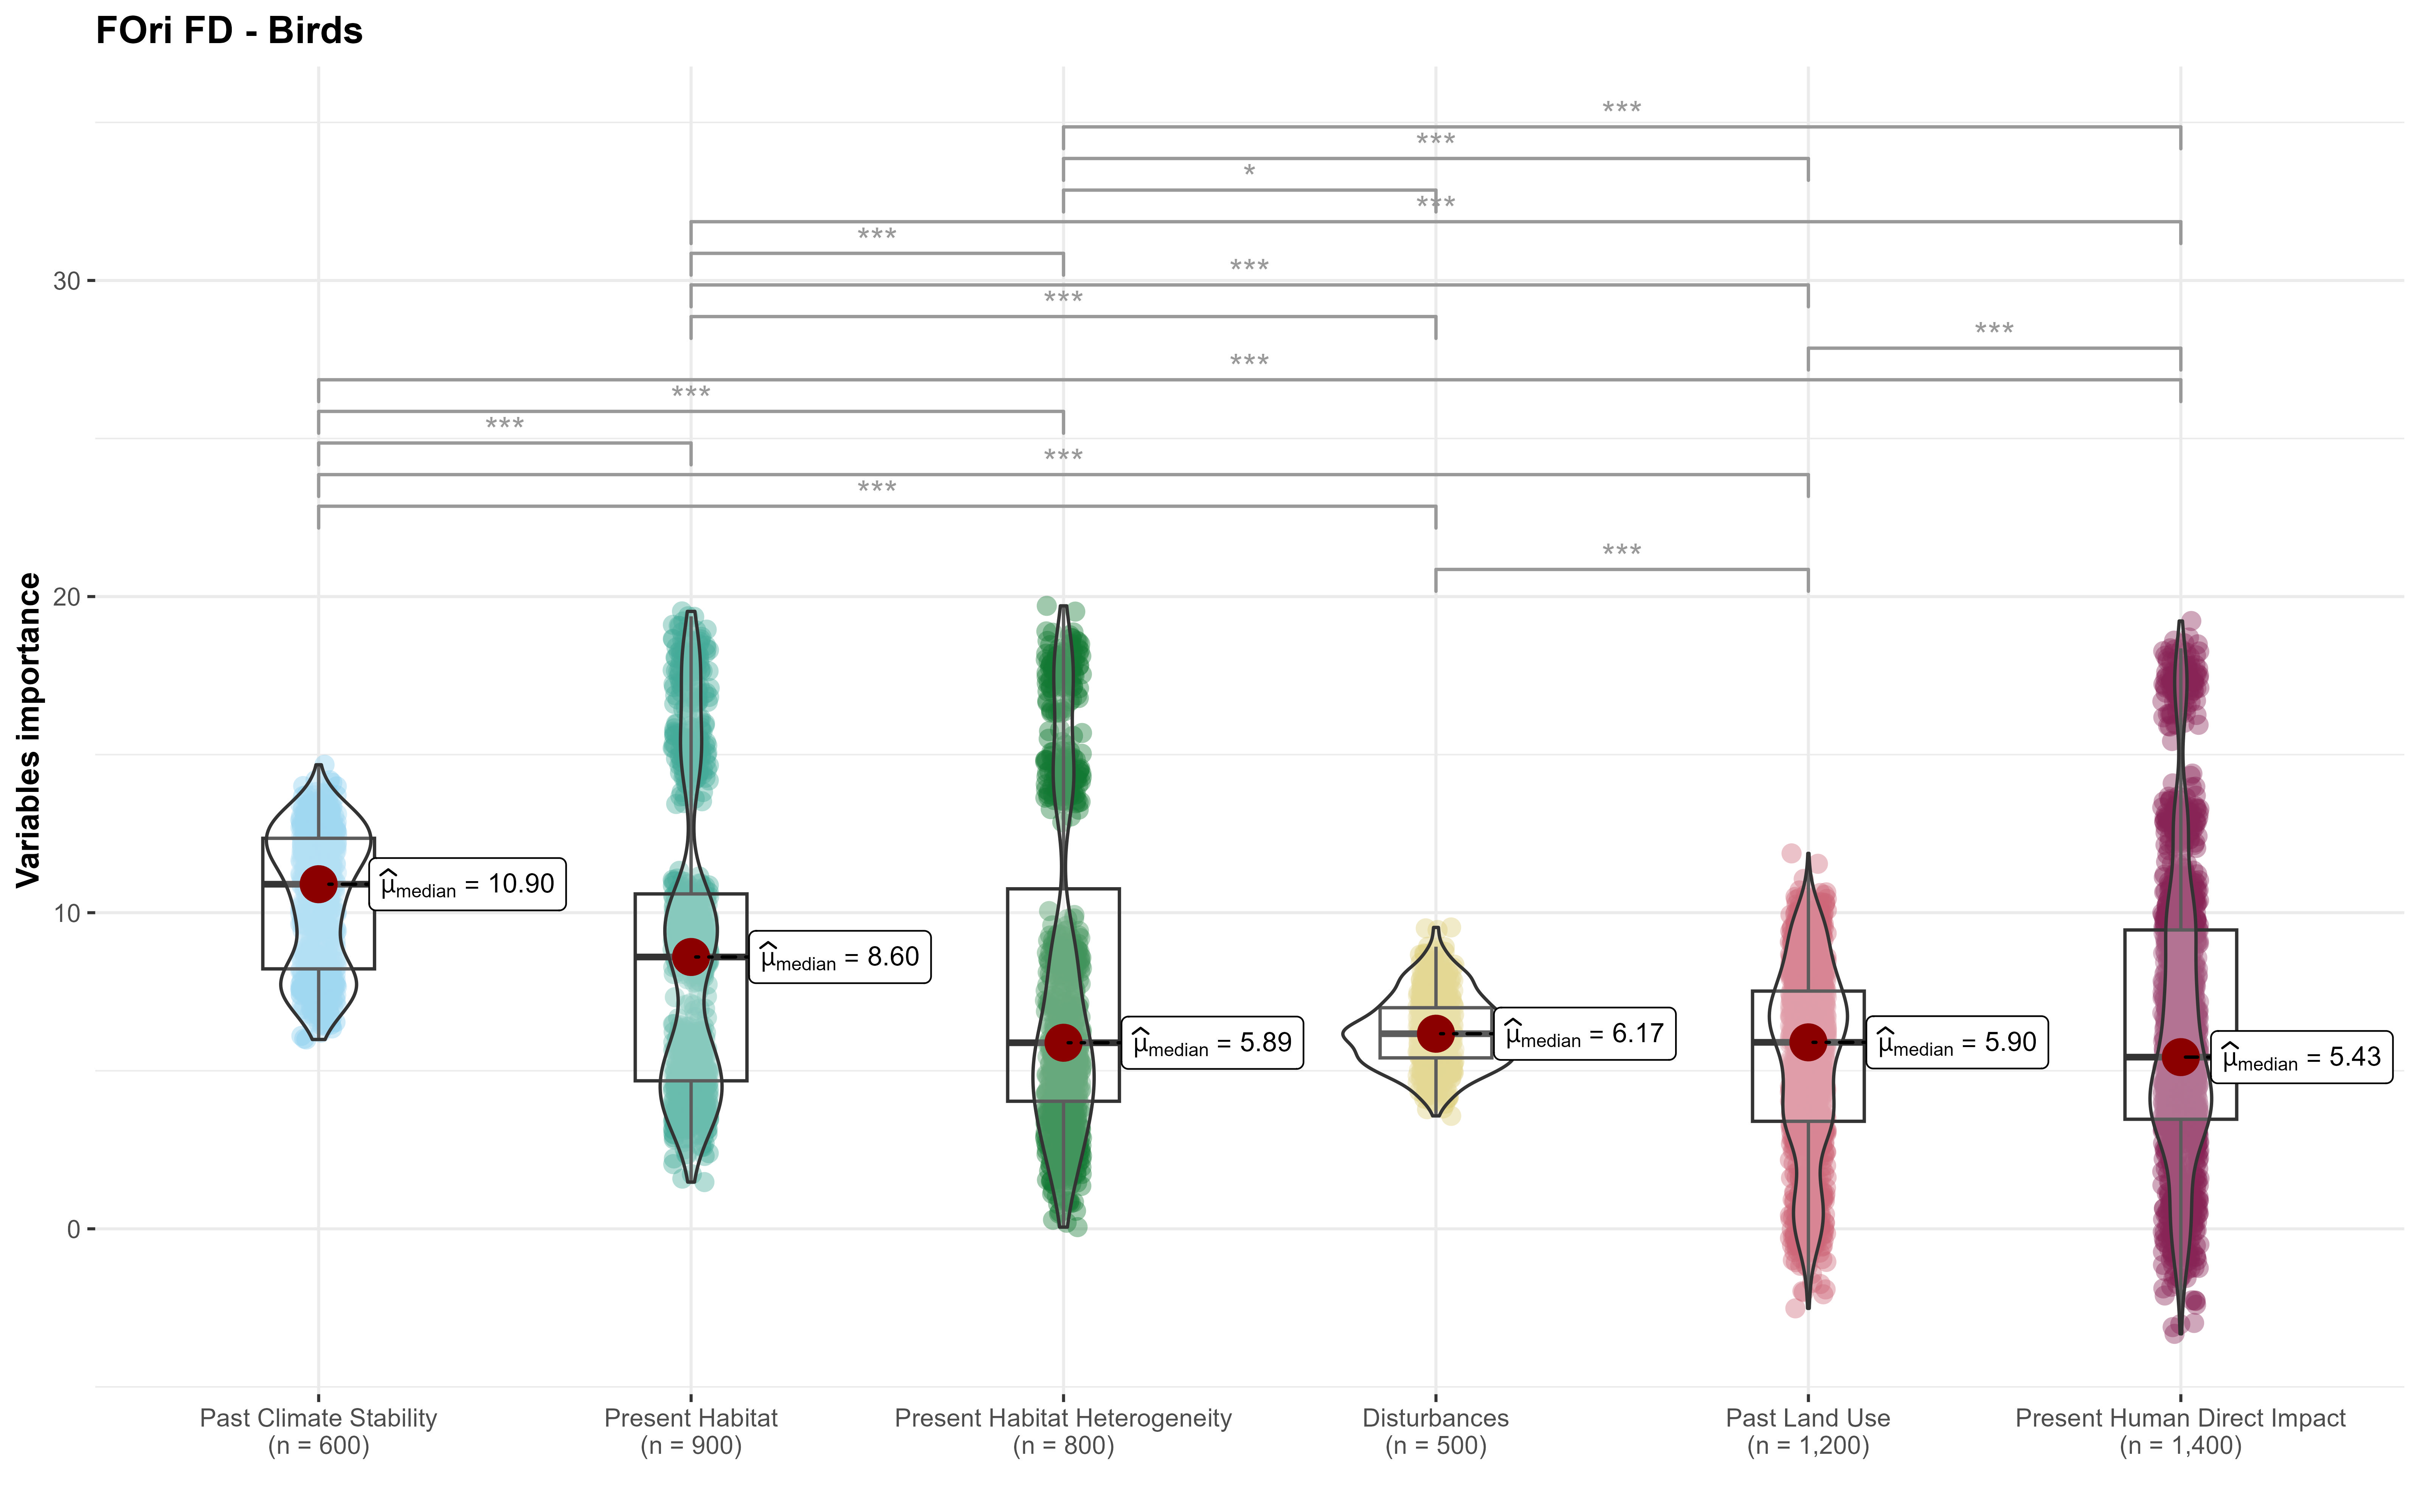 FOri FD - Birds
***
***
*
***
***
***
***
***
***
***
***
***
***
***
Variables importance
30
20
10
0
μ̂median = 10.90
μ̂median = 8.60
μ̂median = 5.89
μ̂median = 6.17
μ̂median = 5.90
μ̂median = 5.43
Past Climate Stability
(n = 600)
Present Habitat
(n = 900)
Present Habitat Heterogeneity
(n = 800)
Disturbances
(n = 500)
Past Land Use
(n = 1,200)
Present Human Direct Impact
(n = 1,400)